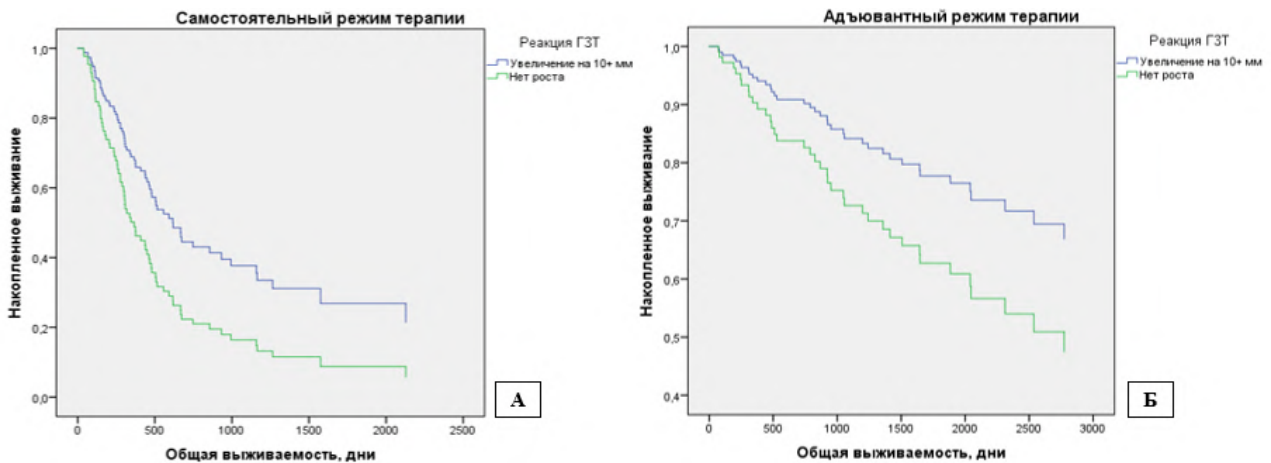 Самостоятельный режим терапии
Реакция ГЗТ
Увеличение на 10+ мм
Нет роста
Накопленное выживание
1,0
0,8
0,6
0,4
0,2
0,0
0
500
1000
1500
2000
2500
Общая выживаемость, дни
А
Адъювантный режим терапии
Реакция ГЗТ
Увеличение на 10+ мм
Нет роста
Накопленное выживание
1,0
0,9
0,8
0,7
0,6
0,5
0,4
0
500
1000
1500
2000
2500
3000
Общая выживаемость, дни
Б